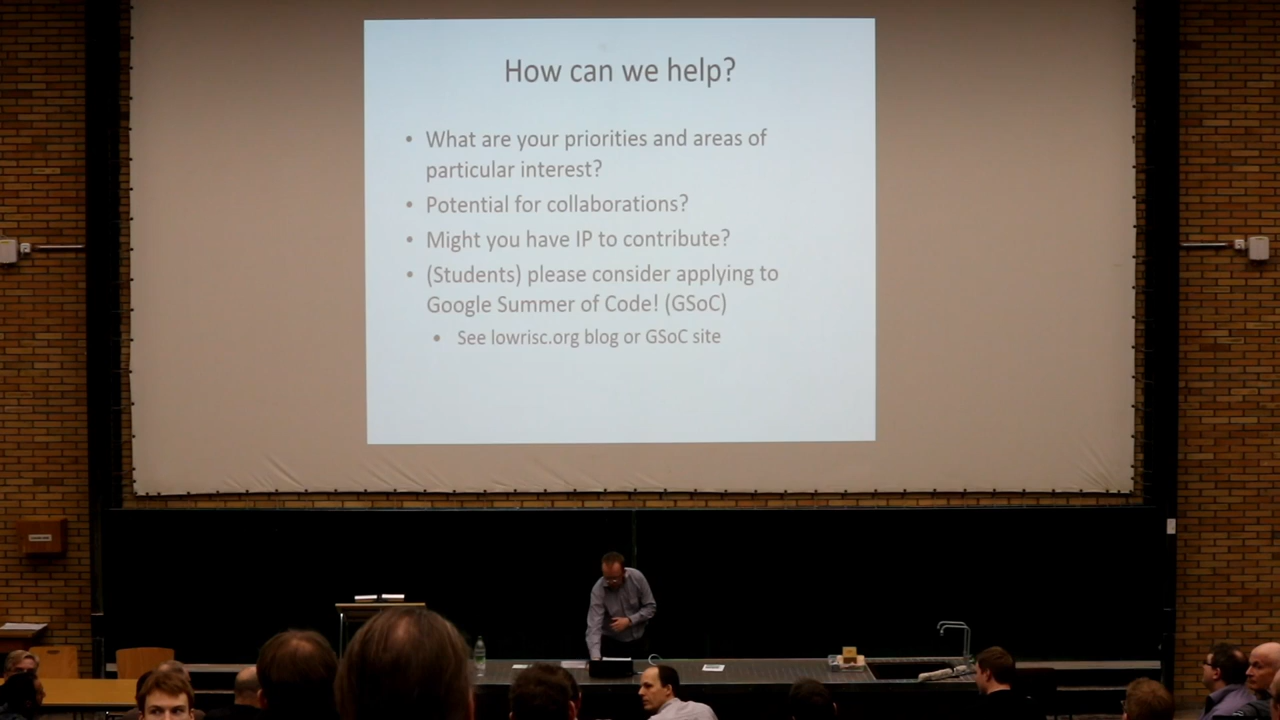 How can we help?
• What are your priorities and areas of
particular interest?
• Potential for collaborations?
• Might you have IP to contribute?
• (Students) please consider applying to
Google Summer of Code! (GSoC)
• See lowrisc.org blog or GSoC site